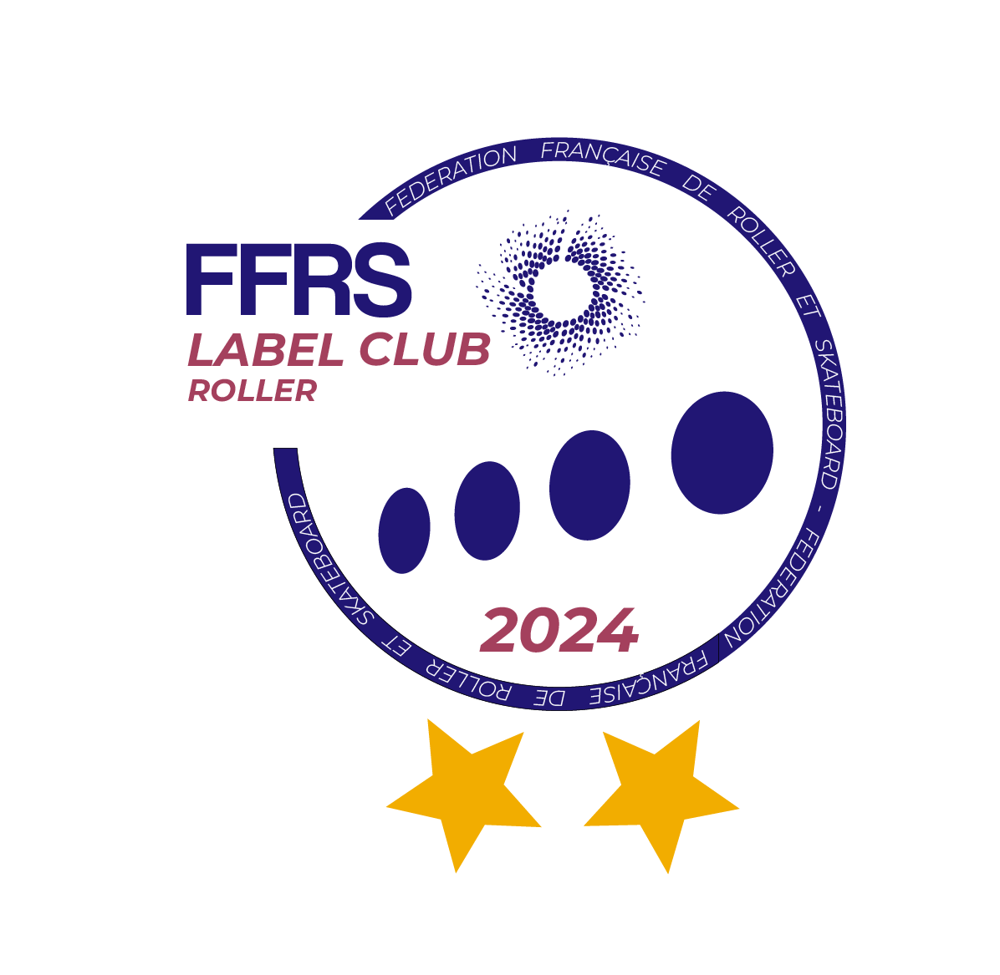 FEDERATION FRANÇAISE DE ROLLER ET SKATEBOARD - FEDERATION FRANÇAISE DE ROLLER ET SKATEBOARD
FFRS
LABEL CLUB
ROLLER
2024